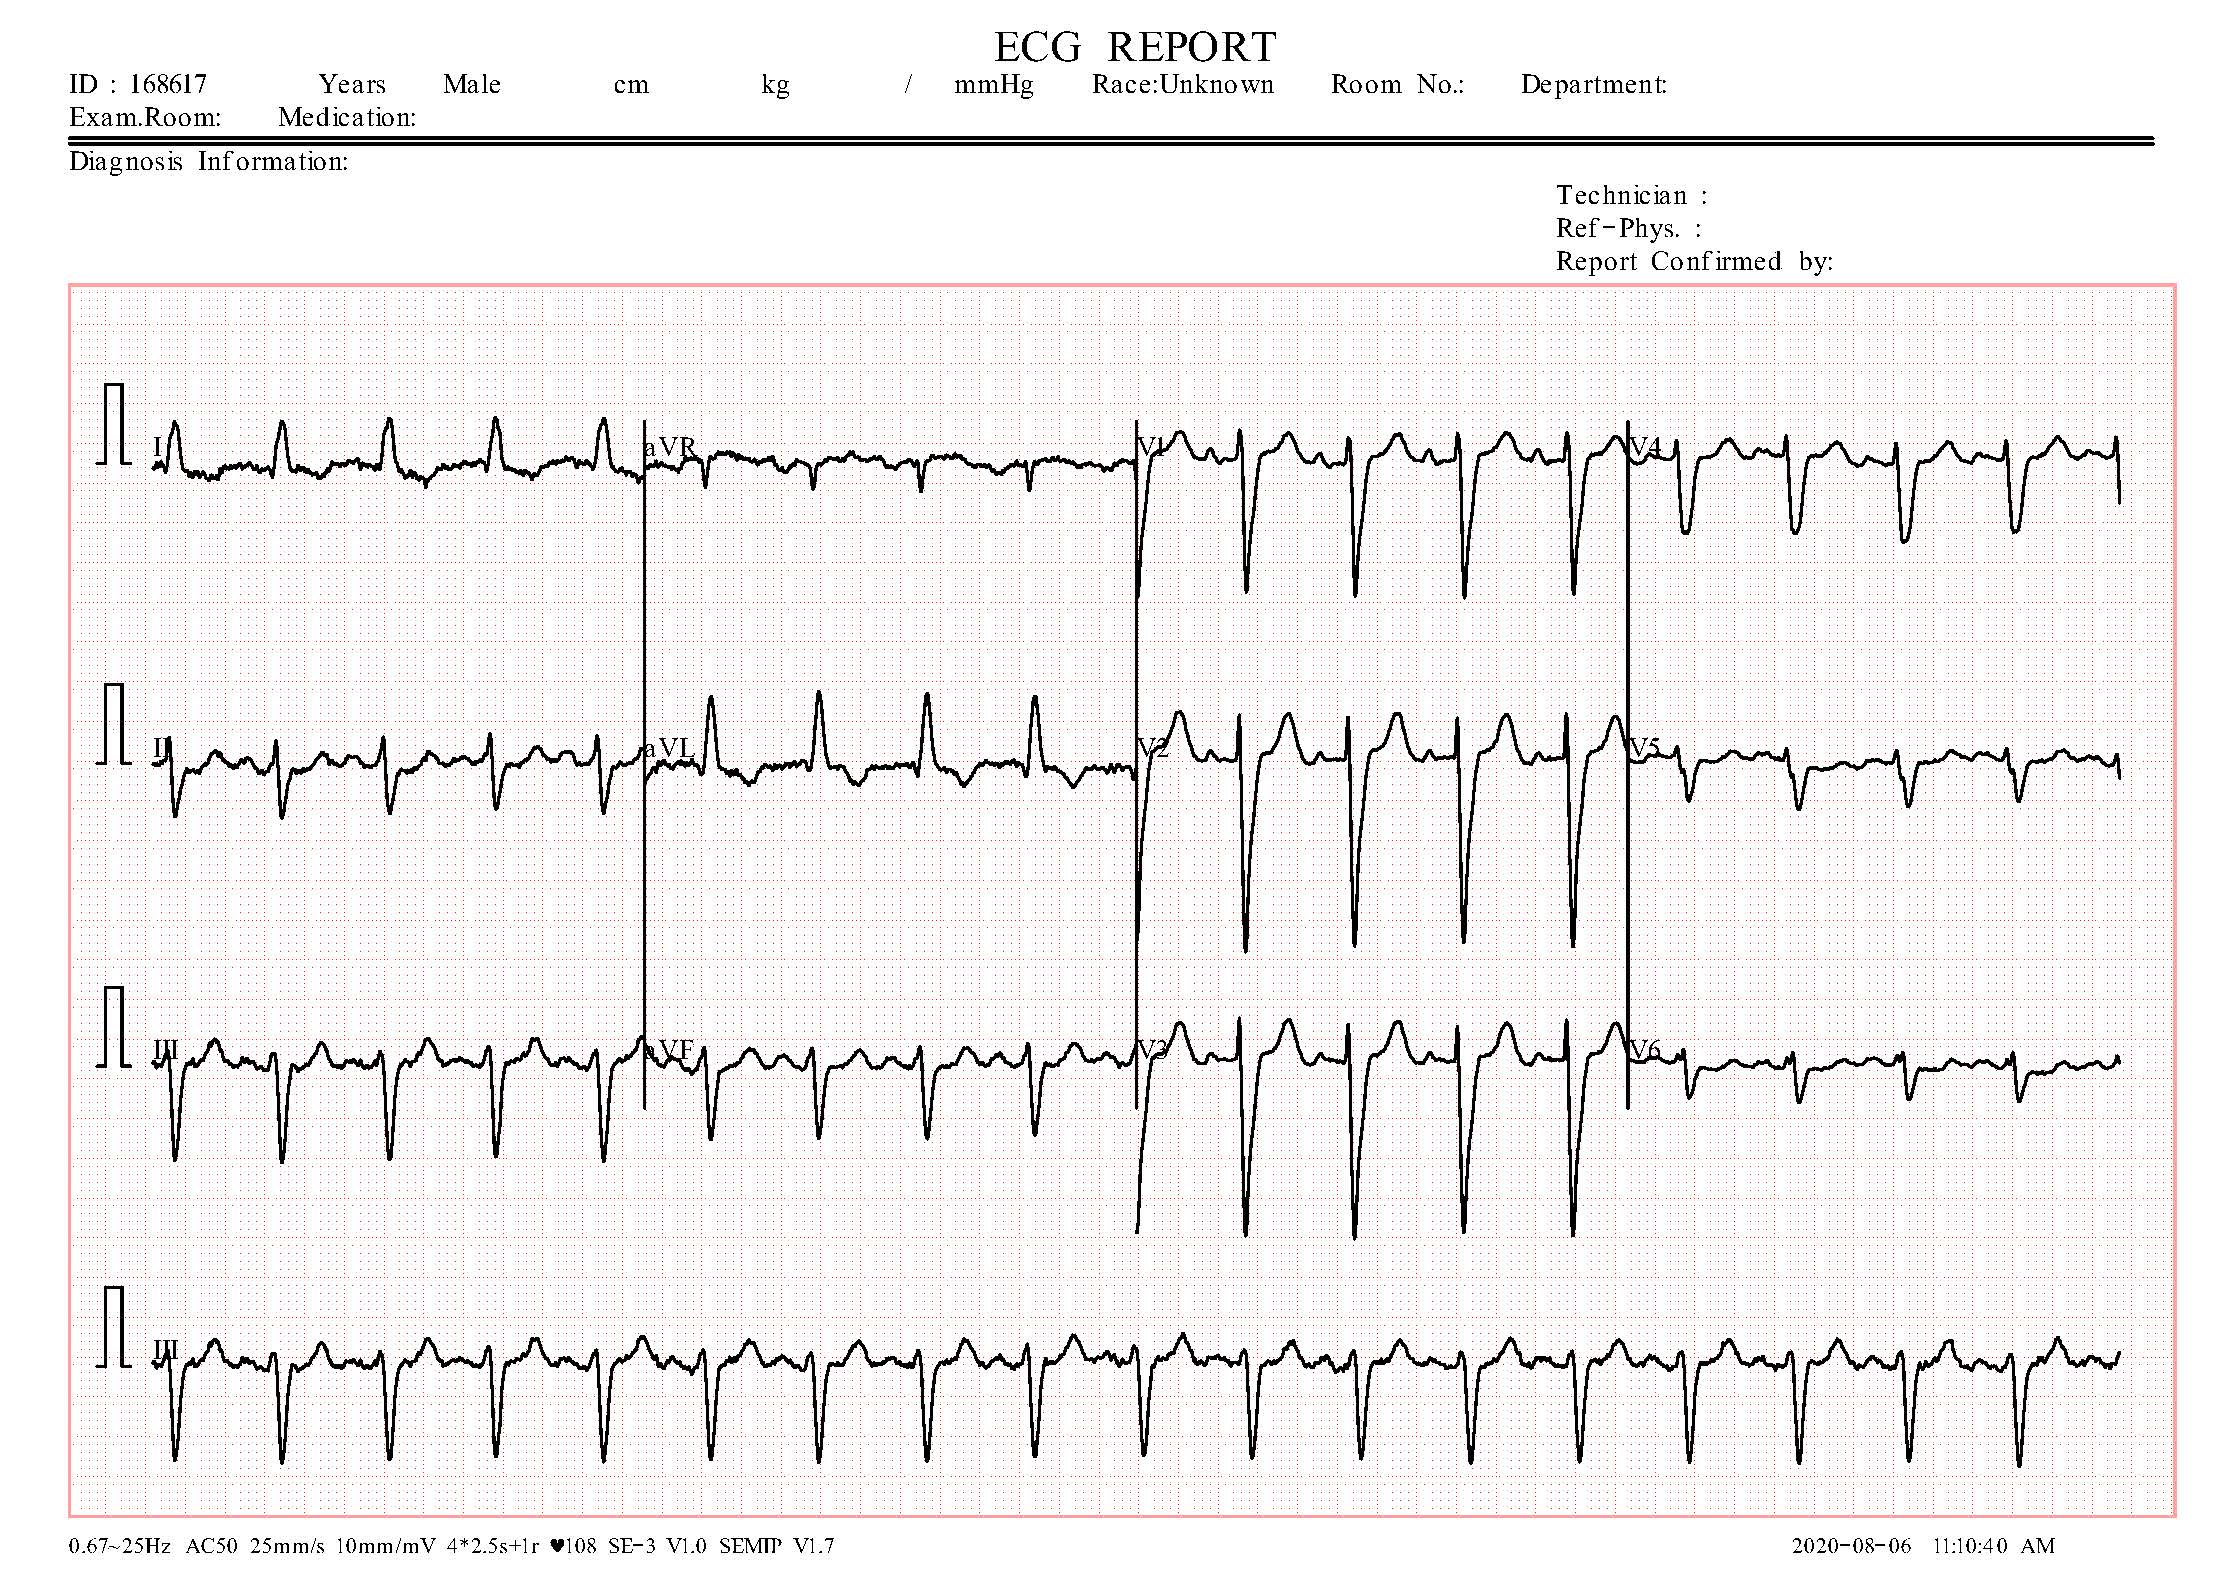 ECG REPORT
ID : 168617 Years Male cm kg / mmHg Race:Unknown Room No.: Department:
Exam.Room: Medication:
Diagnosis Information:
Technician :
Ref-Phys. :
Report Confirmed by:
I aVR V1 V4
II aVL V2 V5
III aVF V3 V6
III
0.67~25Hz AC50 25mm/s 10mm/mV 4*2.5s+1r ♥108 SE-3 V1.0 SEMIP V1.7 2020-08-06 11:10:40 AM